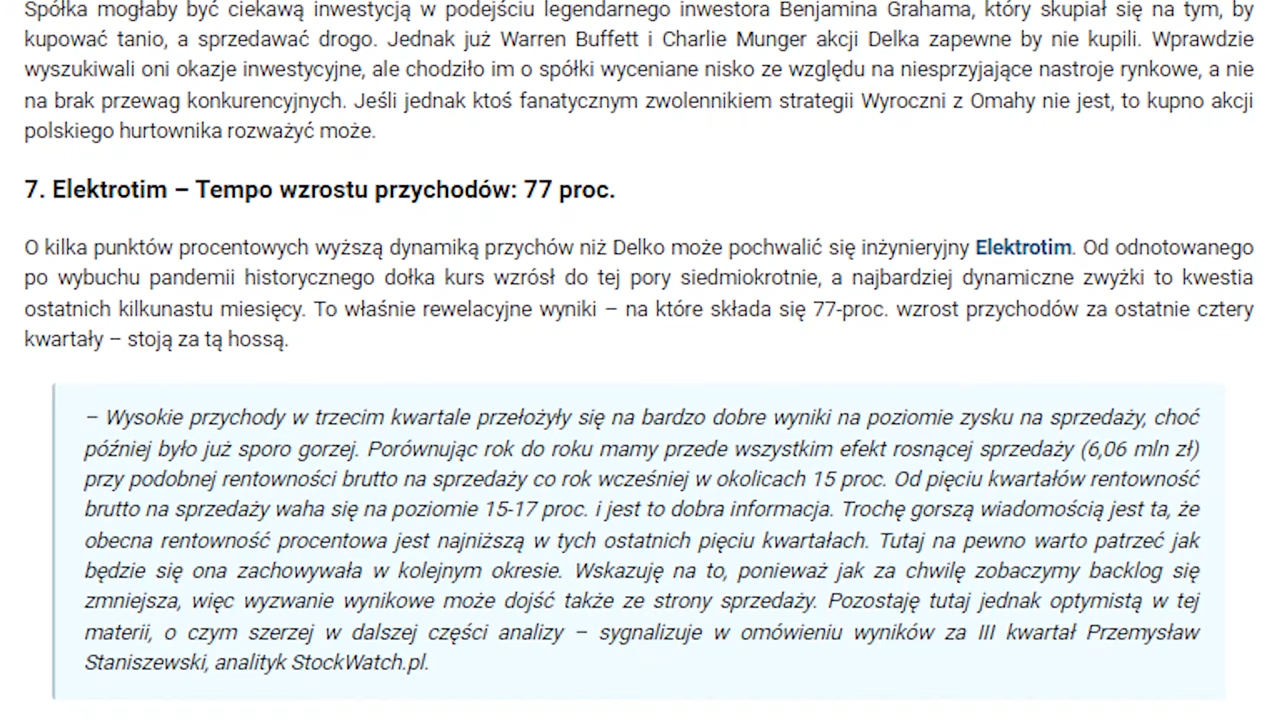 Spółka mogłaby być ciekawą inwestycją w podejściu legendarnego inwestora Benjamina Grahama, który skupiał się na tym, by
kupować tanio, a sprzedawać drogo. Jednak już Warren Buffett i Charlie Munger akcji Delka zapewne by nie kupili. Wprawdzie
wyszukiwali oni okazje inwestycyjne, ale chodziło im o spółki wyceniane nisko ze względu na niesprzyjające nastroje rynkowe, a nie
na brak przewag konkurencyjnych. Jeśli jednak ktoś fanatycznym zwolennikiem strategii Wyroczni z Omahy nie jest, to kupno akcji
polskiego hurtownika rozważyć może.
7. Elektrotim – Tempo wzrostu przychodów: 77 proc.
O kilka punktów procentowych wyższą dynamiką przychów niż Delko może pochwalić się inżynieryjny Elektrotim. Od odnotowanego
po wybuchu pandemii historycznego dołka kurs wzrósł do tej pory siedmiokrotnie, a najbardziej dynamiczne zwyżki to kwestia
ostatnich kilkunastu miesięcy. To właśnie rewelacyjne wyniki – na które składa się 77-proc. wzrost przychodów za ostatnie cztery
kwartały – stoją za tą hossą.
– Wysokie przychody w trzecim kwartale przełożyły się na bardzo dobre wyniki na poziomie zysku na sprzedaży, choć
później było już sporo gorzej. Porównując rok do roku mamy przede wszystkim efekt rosnącej sprzedaży (6,06 mln zł)
przy podobnej rentowności brutto na sprzedaży co rok wcześniej w okolicach 15 proc. Od pięciu kwartałów rentowność
brutto na sprzedaży waha się na poziomie 15-17 proc. i jest to dobra informacja. Trochę gorszą wiadomością jest ta, że
obecna rentowność procentowa jest najniższą w tych ostatnich pięciu kwartałach. Tutaj na pewno warto patrzeć jak
będzie się ona zachowywała w kolejnym okresie. Wskazuję na to, ponieważ jak za chwilę zobaczymy backlog się
zmniejsza, więc wyzwanie wynikowe może dojść także ze strony sprzedaży. Pozostaję tutaj jednak optymistą w tej
materii, o czym szerzej w dalszej części analizy – sygnalizuje w omówieniu wyników za III kwartał Przemysław
Staniszewski, analityk StockWatch.pl.